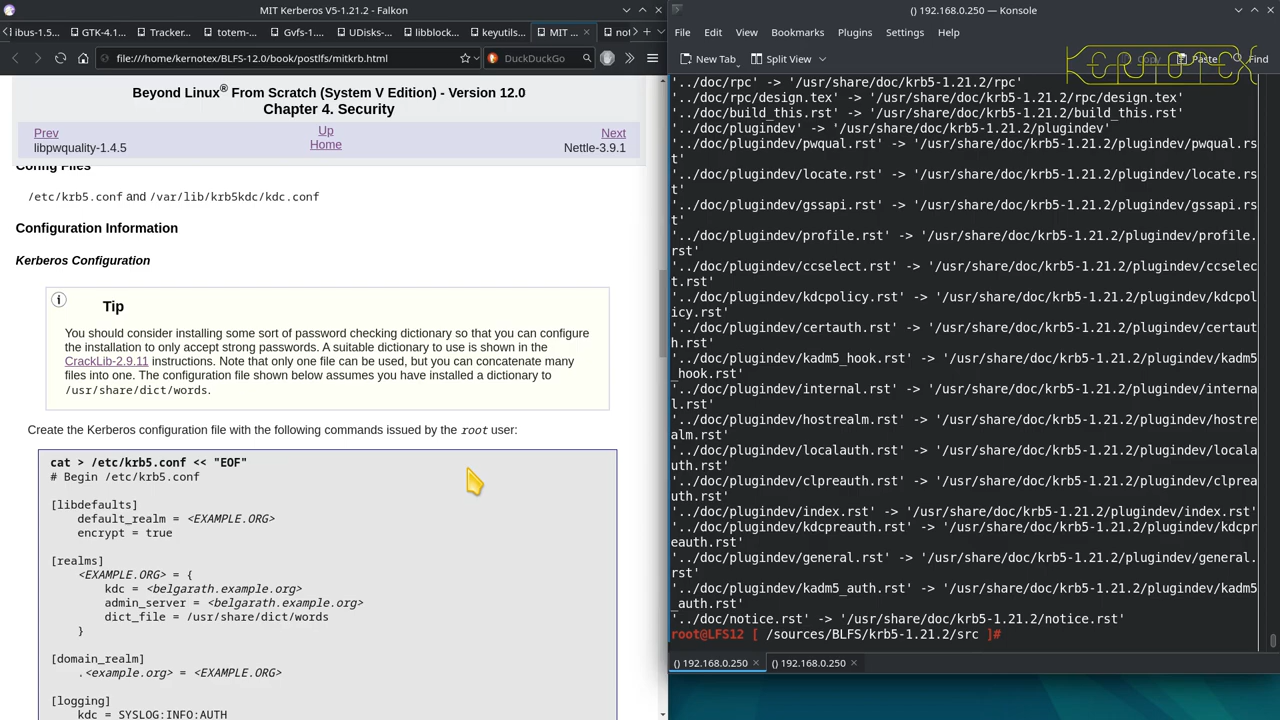 MIT Kerberos V5-1.21.2 - Falkon
ibus-1.5...
GTK-4.1...
Tracker...
totem-...
Gvfs-1....
UDisks-...
libblock...
keyutils...
MIT ...
no
file:///home/kernotex/BLFS-12.0/book/postlfs/mitkrb.html
DuckDuckGo
Beyond Linux® From Scratch (System V Edition) - Version 12.0
Chapter 4. Security
Prev
Up
Next
libpwquality-1.4.5
Home
Nettle-3.9.1
Config Files
/etc/krb5.conf and /var/lib/krb5kdc/kdc.conf
Configuration Information
Kerberos Configuration
Tip
You should consider installing some sort of password checking dictionary so that you can configure
the installation to only accept strong passwords. A suitable dictionary to use is shown in the
CrackLib-2.9.11 instructions. Note that only one file can be used, but you can concatenate many
files into one. The configuration file shown below assumes you have installed a dictionary to
/usr/share/dict/words.
Create the Kerberos configuration file with the following commands issued by the root user:
cat > /etc/krb5.conf << "EOF"
# Begin /etc/krb5.conf
[libdefaults]
default_realm = <EXAMPLE.ORG>
encrypt = true
[realms]
<EXAMPLE.ORG> = {
kdc = <belgarath.example.org>
admin_server = <belgarath.example.org>
dict_file = /usr/share/dict/words
}
[domain_realm]
.<example.org> = <EXAMPLE.ORG>
[logging]
kdc = SYSLOG:INFO:AUTH
() 192.168.0.250 — Konsole
File Edit View Bookmarks Plugins Settings Help
New Tab
Split View
Copy
Paste
Find
KERNOTEX
'../doc/rpc' -> '/usr/share/doc/krb5-1.21.2/rpc'
'../doc/rpc/design.tex' -> '/usr/share/doc/krb5-1.21.2/rpc/design.tex'
'../doc/build_this.rst' -> '/usr/share/doc/krb5-1.21.2/build_this.rst'
'../doc/plugindev' -> '/usr/share/doc/krb5-1.21.2/plugindev'
'../doc/plugindev/pwqual.rst' -> '/usr/share/doc/krb5-1.21.2/plugindev/pwqual.rs
t'
'../doc/plugindev/locate.rst' -> '/usr/share/doc/krb5-1.21.2/plugindev/locate.rs
t'
'../doc/plugindev/gssapi.rst' -> '/usr/share/doc/krb5-1.21.2/plugindev/gssapi.rs
t'
'../doc/plugindev/profile.rst' -> '/usr/share/doc/krb5-1.21.2/plugindev/profile.
rst'
'../doc/plugindev/ccselect.rst' -> '/usr/share/doc/krb5-1.21.2/plugindev/ccselec
t.rst'
'../doc/plugindev/kdcpolicy.rst' -> '/usr/share/doc/krb5-1.21.2/plugindev/kdcpol
icy.rst'
'../doc/plugindev/certauth.rst' -> '/usr/share/doc/krb5-1.21.2/plugindev/certaut
h.rst'
'../doc/plugindev/kadm5_hook.rst' -> '/usr/share/doc/krb5-1.21.2/plugindev/kadm5
_hook.rst'
'../doc/plugindev/internal.rst' -> '/usr/share/doc/krb5-1.21.2/plugindev/interna
l.rst'
'../doc/plugindev/hostrealm.rst' -> '/usr/share/doc/krb5-1.21.2/plugindev/hostre
alm.rst'
'../doc/plugindev/localauth.rst' -> '/usr/share/doc/krb5-1.21.2/plugindev/locala
uth.rst'
'../doc/plugindev/clpreauth.rst' -> '/usr/share/doc/krb5-1.21.2/plugindev/clprea
uth.rst'
'../doc/plugindev/index.rst' -> '/usr/share/doc/krb5-1.21.2/plugindev/index.rst'
'../doc/plugindev/kdcpreauth.rst' -> '/usr/share/doc/krb5-1.21.2/plugindev/kdcpr
eauth.rst'
'../doc/plugindev/general.rst' -> '/usr/share/doc/krb5-1.21.2/plugindev/general.
rst'
'../doc/plugindev/kadm5_auth.rst' -> '/usr/share/doc/krb5-1.21.2/plugindev/kadm5
_auth.rst'
'../doc/notice.rst' -> '/usr/share/doc/krb5-1.21.2/notice.rst'
root@LFS12 [ /sources/BLFS/krb5-1.21.2/src ]#
() 192.168.0.250
() 192.168.0.250